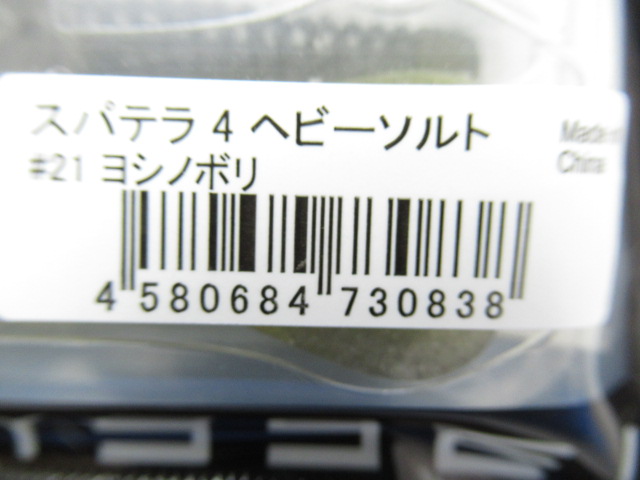 スパテラ 4 ヘビーソルト
Made in
China
#21 ヨシノボリ
4 580684 730838